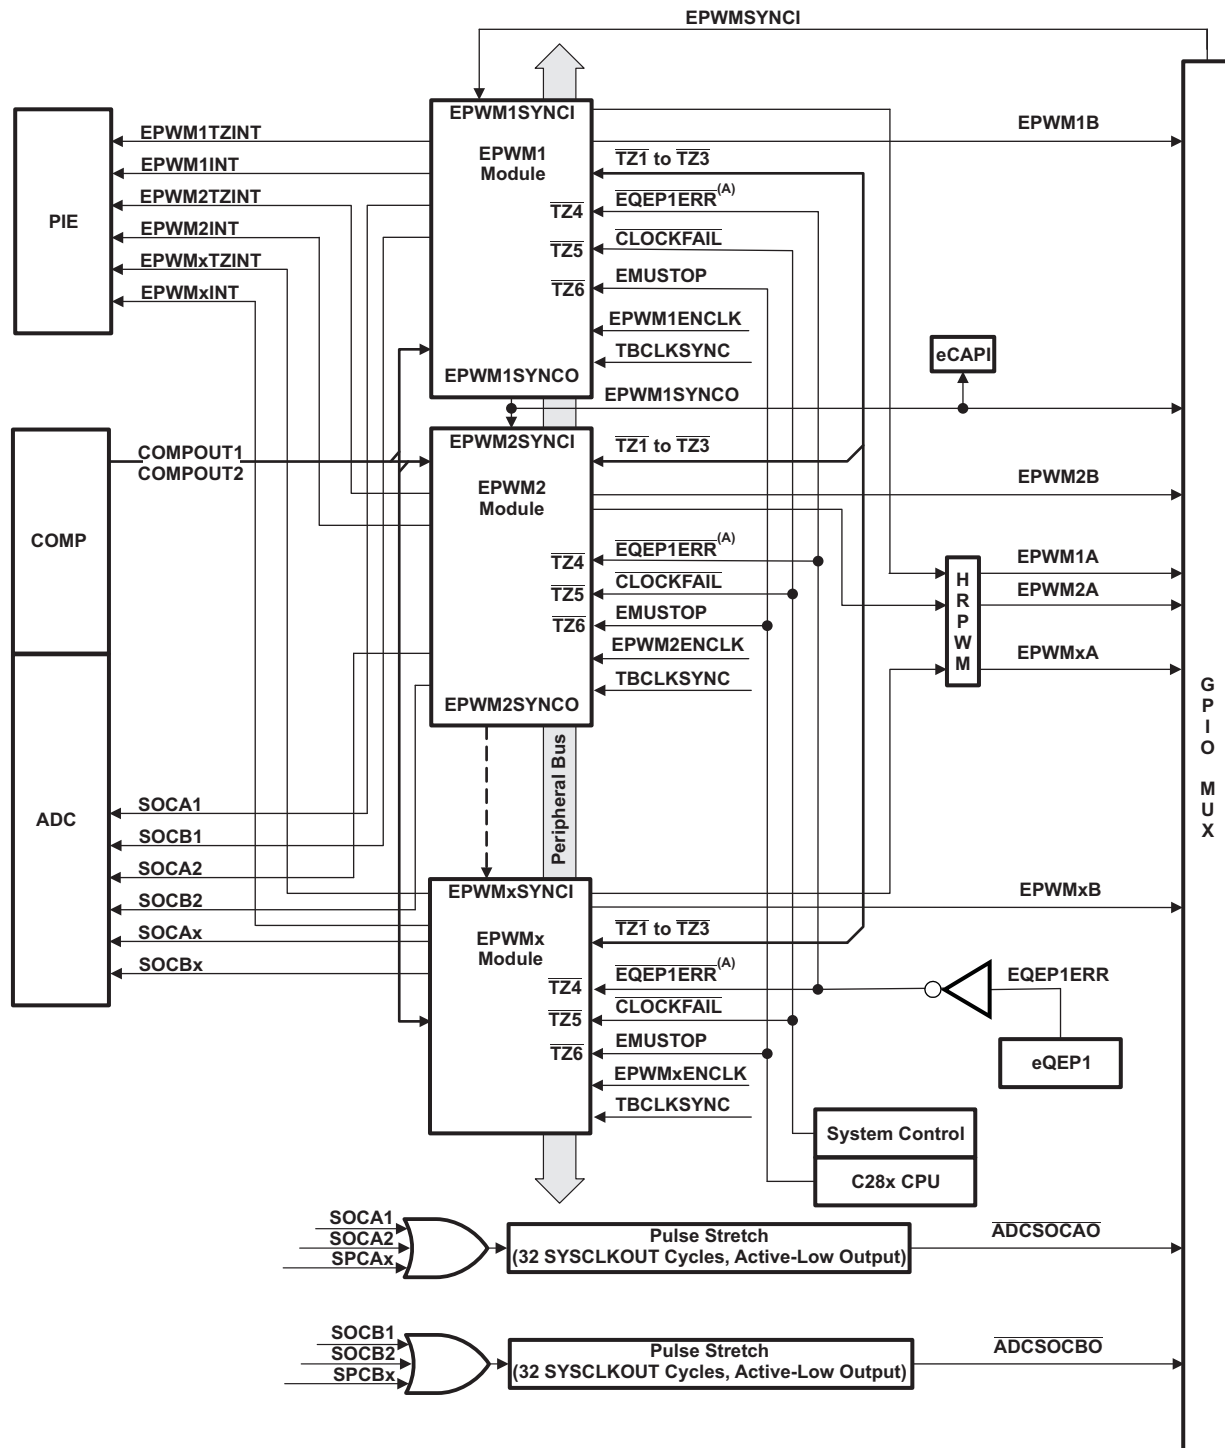 EPWMSYNCI
EPWM1SYNCI
EPWM1B
EPWM1TZINT
EPWM1
Module
TZ1 to TZ3
EPWM1INT
EPWM2TZINT
TZ4
EQEP1ERR(A)
PIE
EPWM2INT
TZ5
CLOCKFAIL
EPWMxTZINT
TZ6
EMUSTOP
EPWMxINT
EPWM1ENCLK
TBCLKSYNC
eCAPI
EPWM1SYNCO
EPWM1SYNCO
COMPOUT1
COMPOUT2
EPWM2SYNCI
TZ1 to TZ3
EPWM2B
EPWM2
Module
COMP
TZ4
EQEP1ERR(A)
TZ5
CLOCKFAIL
TZ6
EMUSTOP
EPWM2ENCLK
TBCLKSYNC
EPWM2SYNCO
HRPWM
EPWM1A
EPWM2A
EPWMxA
GPIO MUX
Peripheral Bus
ADC
SOCA1
SOCB1
SOCA2
SOCB2
SOCAx
SOCBx
EPWMxSYNCI
EPWMxB
EPWMx
Module
TZ1 to TZ3
TZ4
EQEP1ERR(A)
EQEP1ERR
TZ5
CLOCKFAIL
TZ6
EMUSTOP
eQEP1
EPWMxENCLK
TBCLKSYNC
System Control
C28x CPU
SOCA1
SOCA2
SPCAx
Pulse Stretch
(32 SYSCLKOUT Cycles, Active-Low Output)
ADCSOCAO
SOCB1
SOCB2
SPCBx
Pulse Stretch
(32 SYSCLKOUT Cycles, Active-Low Output)
ADCSOCBO